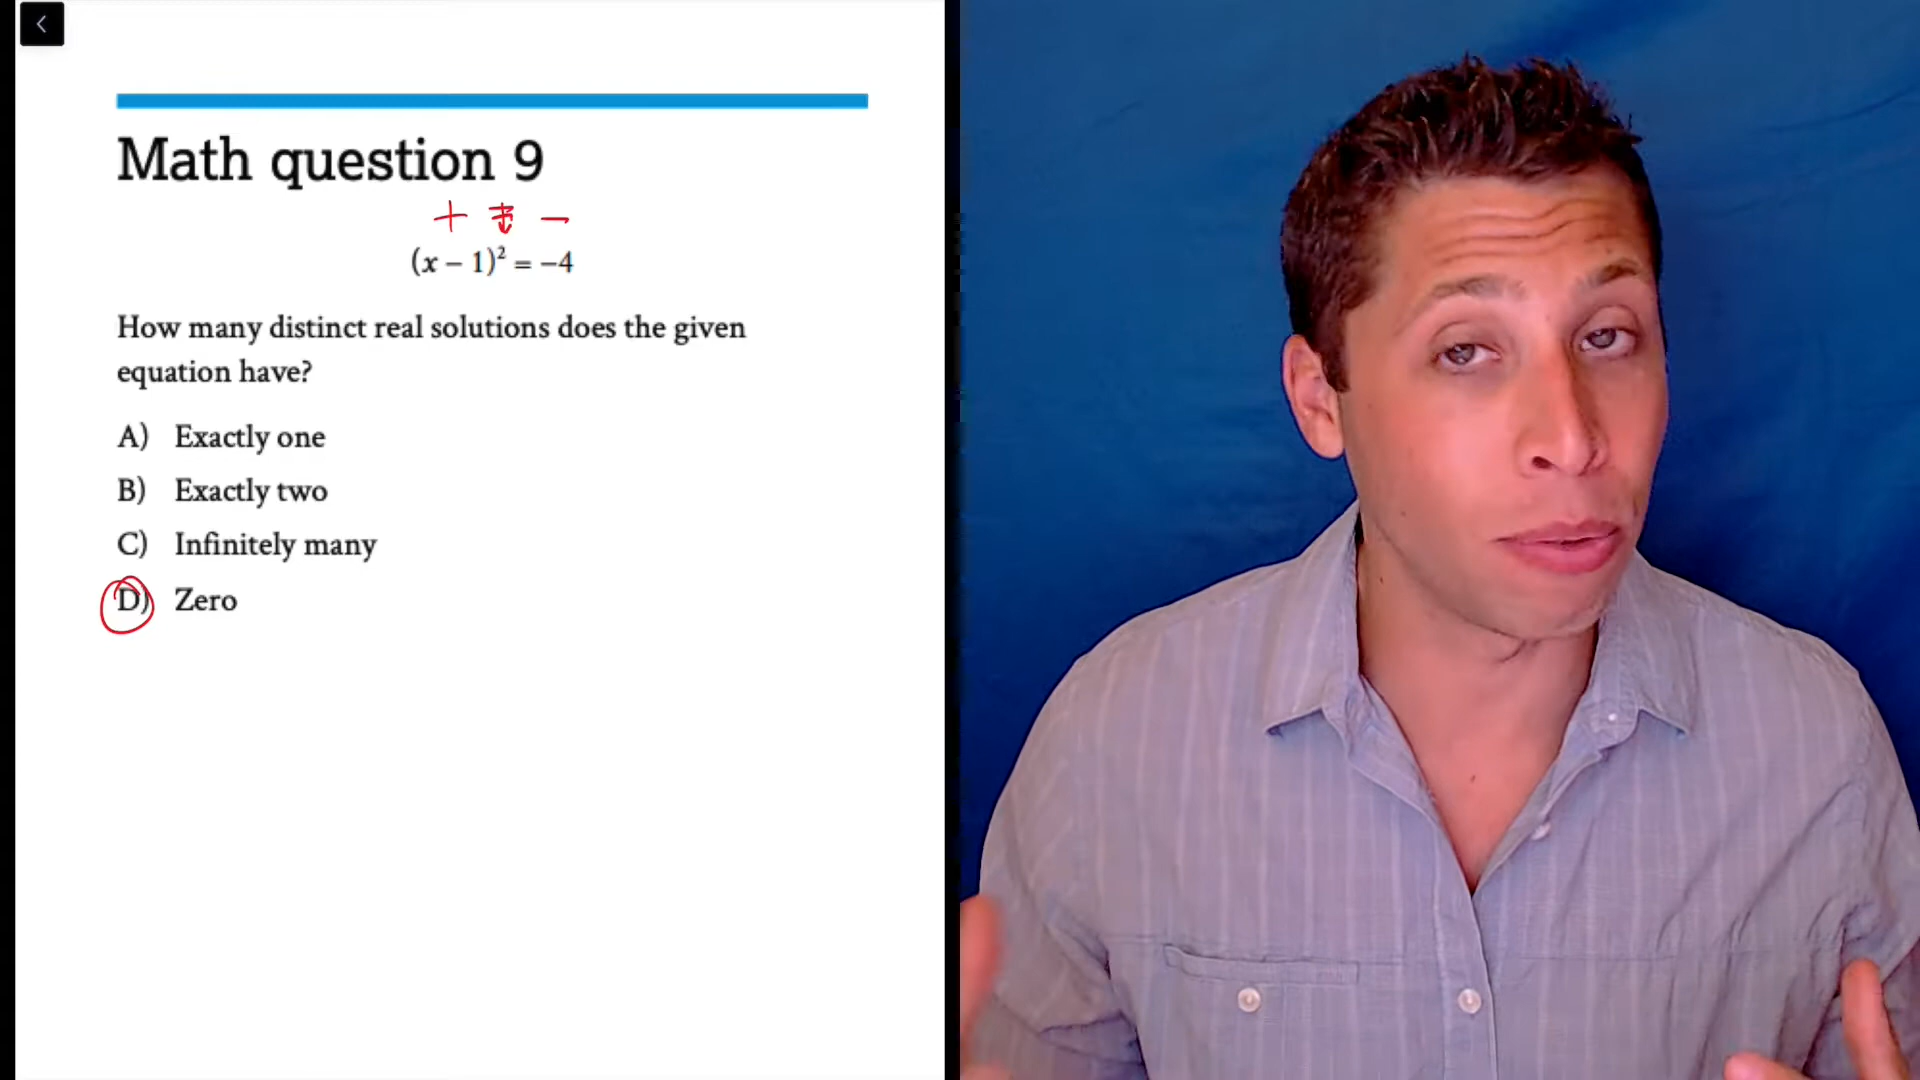 Math question 9
+ −
(x − 1)² = −4
How many distinct real solutions does the given
equation have?
A) Exactly one
B) Exactly two
C) Infinitely many
D) Zero